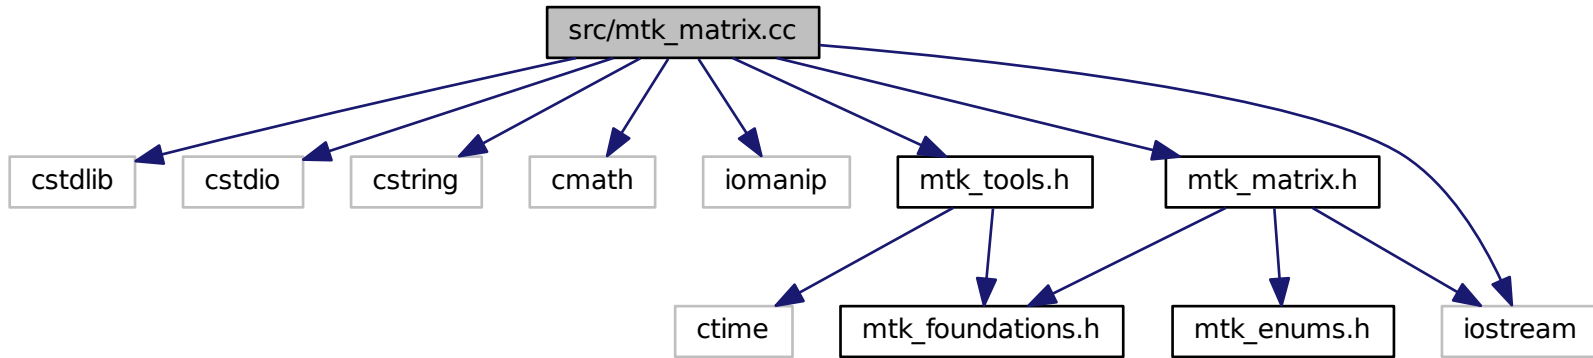 src/mtk_matrix.cc
cstdlib
cstdio
cstring
cmath
iomanip
mtk_tools.h
mtk_matrix.h
ctime
mtk_foundations.h
mtk_enums.h
iostream